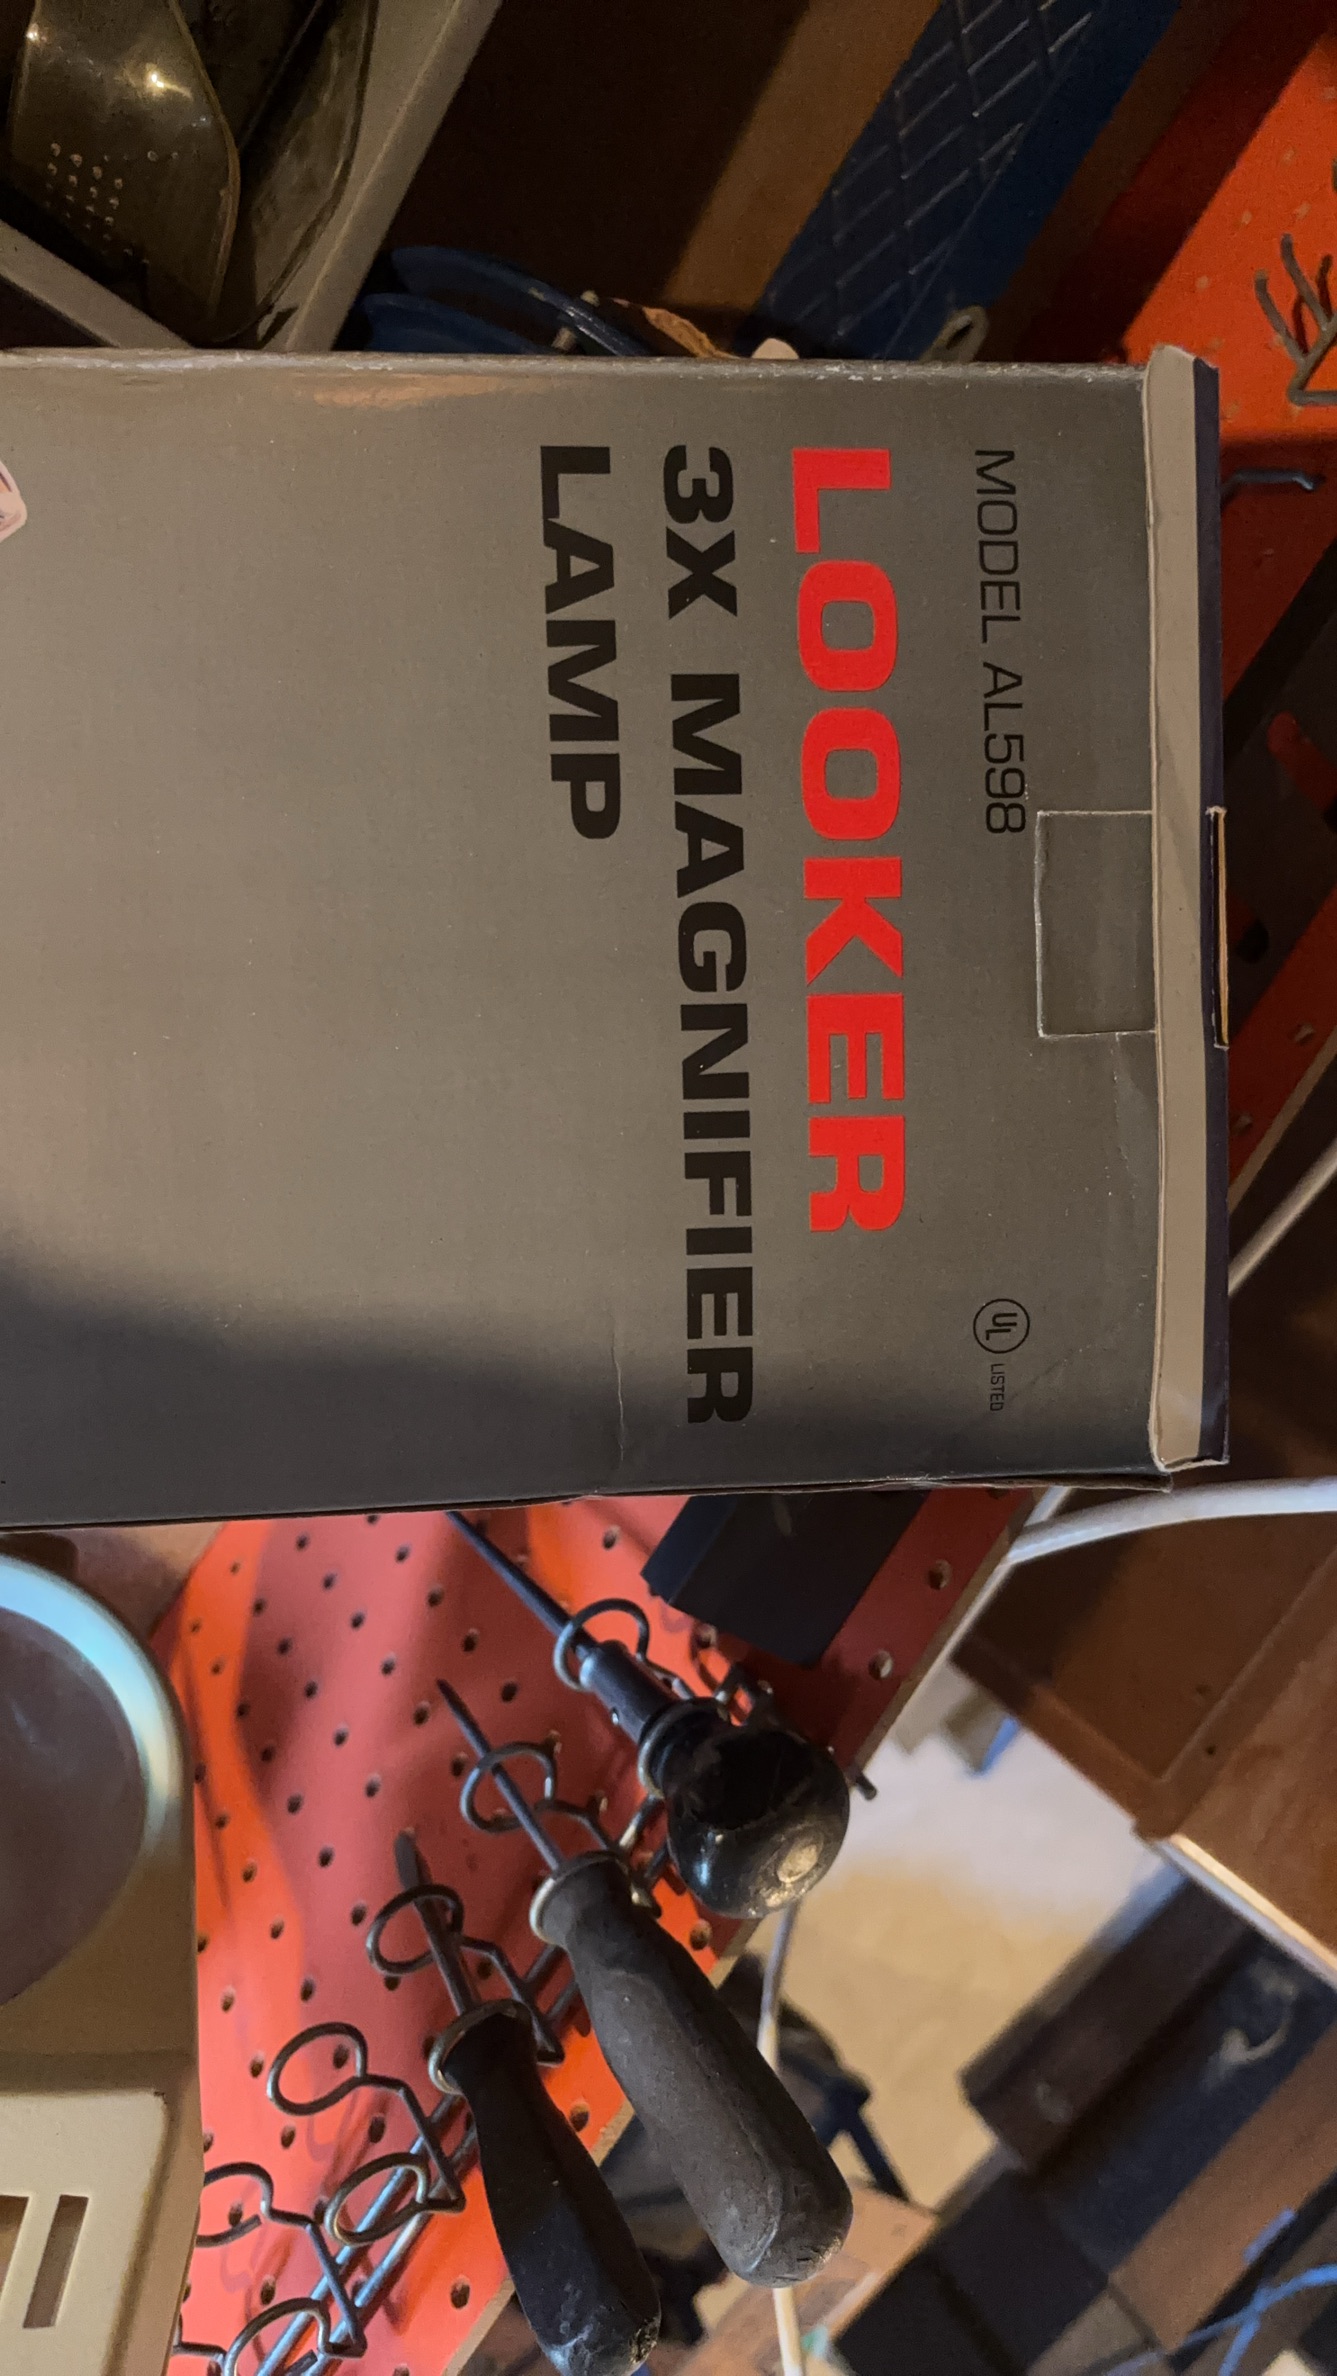 MODEL AL598
UL LISTED
LOOKER
3X MAGNIFIER
LAMP